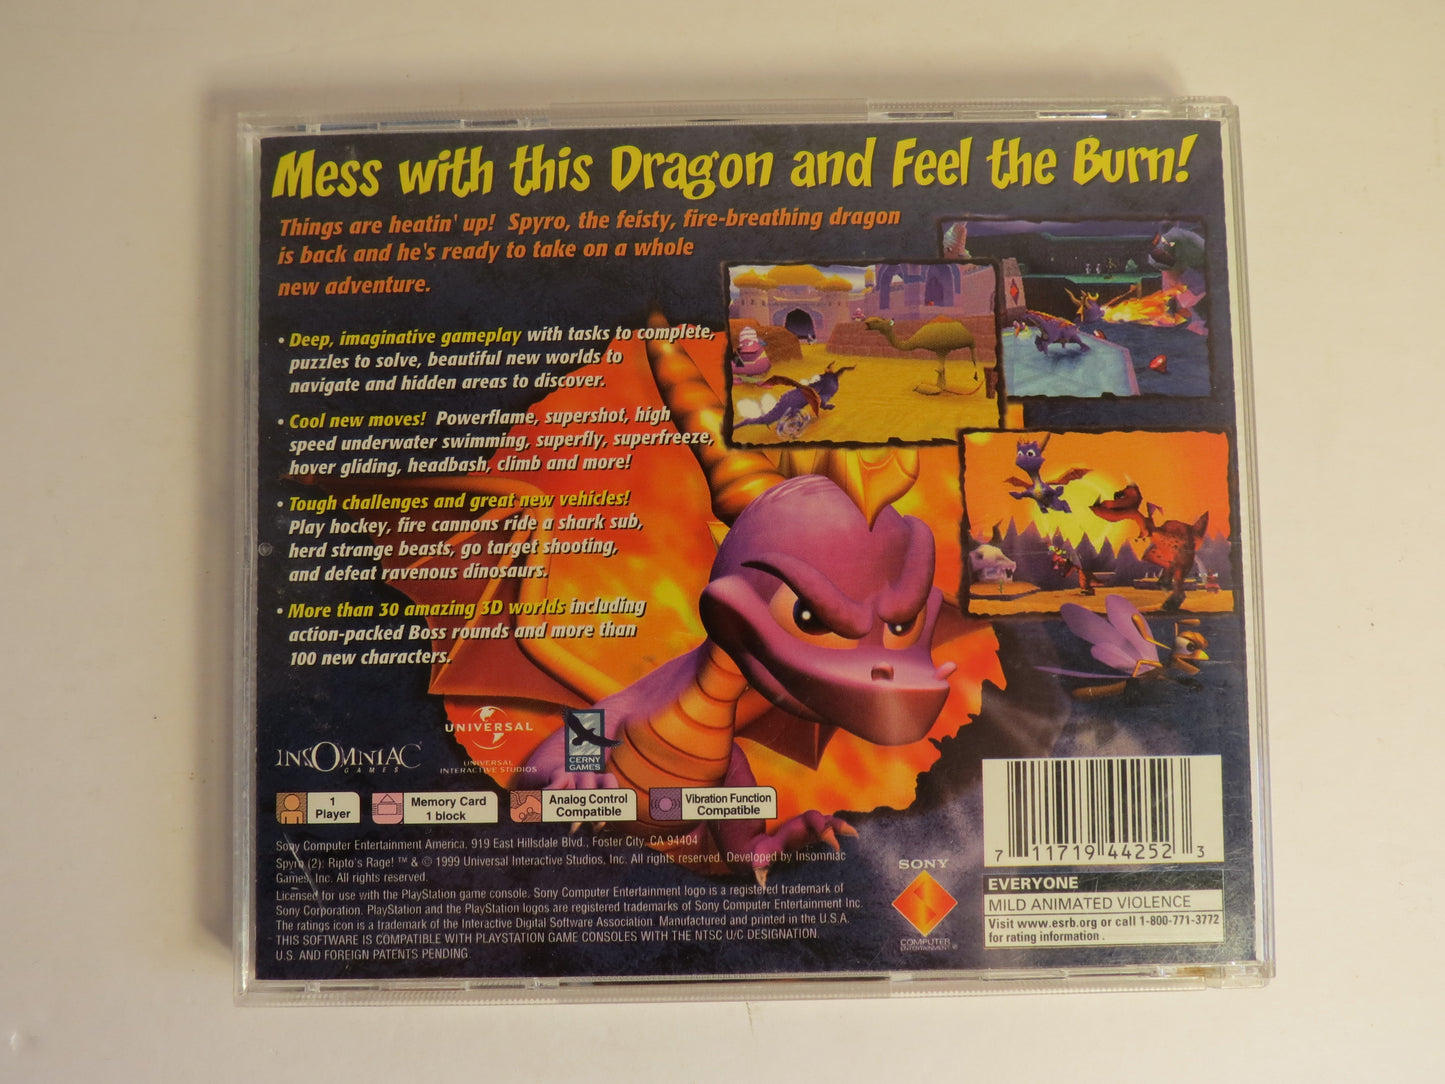 Mess with this Dragon and Feel the Burn!
Things are heatin' up! Spyro, the feisty, fire-breathing dragon
is back and he's ready to take on a whole
new adventure.
• Deep, imaginative gameplay with tasks to complete,
puzzles to solve, beautiful new worlds to
navigate and hidden areas to discover.
• Cool new moves! Powerflame, supershot, high
speed underwater swimming, superfly, superfreeze,
hover gliding, headbash, climb and more!
• Tough challenges and great new vehicles!
Play hockey, fire cannons ride a shark sub,
herd strange beasts, go target shooting,
and defeat ravenous dinosaurs.
• More than 30 amazing 3D worlds including
action-packed Boss rounds and more than
100 new characters.
INSOMNIAC
GAMES
UNIVERSAL
UNIVERSAL
INTERACTIVE STUDIOS
CERNY
GAMES
1
Player
Memory Card
1 block
Analog Control
Compatible
Vibration Function
Compatible
Sony Computer Entertainment America, 919 East Hillsdale Blvd., Foster City, CA 94404
Spyro (2): Ripto's Rage! ™ & © 1999 Universal Interactive Studios, Inc. All rights reserved. Developed by Insomniac
Games, Inc. All rights reserved.
Licensed for use with the PlayStation game console. Sony Computer Entertainment logo is a registered trademark of
Sony Corporation. PlayStation and the PlayStation logos are registered trademarks of Sony Computer Entertainment Inc.
The ratings icon is a trademark of the Interactive Digital Software Association. Manufactured and printed in the U.S.A.
THIS SOFTWARE IS COMPATIBLE WITH PLAYSTATION GAME CONSOLES WITH THE NTSC U/C DESIGNATION.
U.S. AND FOREIGN PATENTS PENDING.
SONY
COMPUTER
ENTERTAINMENT®
7 11719 44252 3
EVERYONE
MILD ANIMATED VIOLENCE
Visit www.esrb.org or call 1-800-771-3772
for rating information.